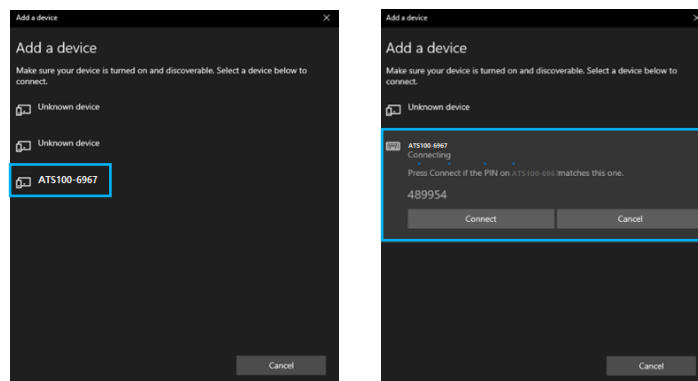 Add a device
Add a device
Make sure your device is turned on and discoverable. Select a device below to
connect.
Unknown device
Unknown device
ATS100-6967
Cancel
Add a device
Add a device
Make sure your device is turned on and discoverable. Select a device below to
connect.
Unknown device
ATS100-6967
Connecting
Press Connect if the PIN on ATS100-6967 matches this one.
489954
Connect Cancel
Cancel